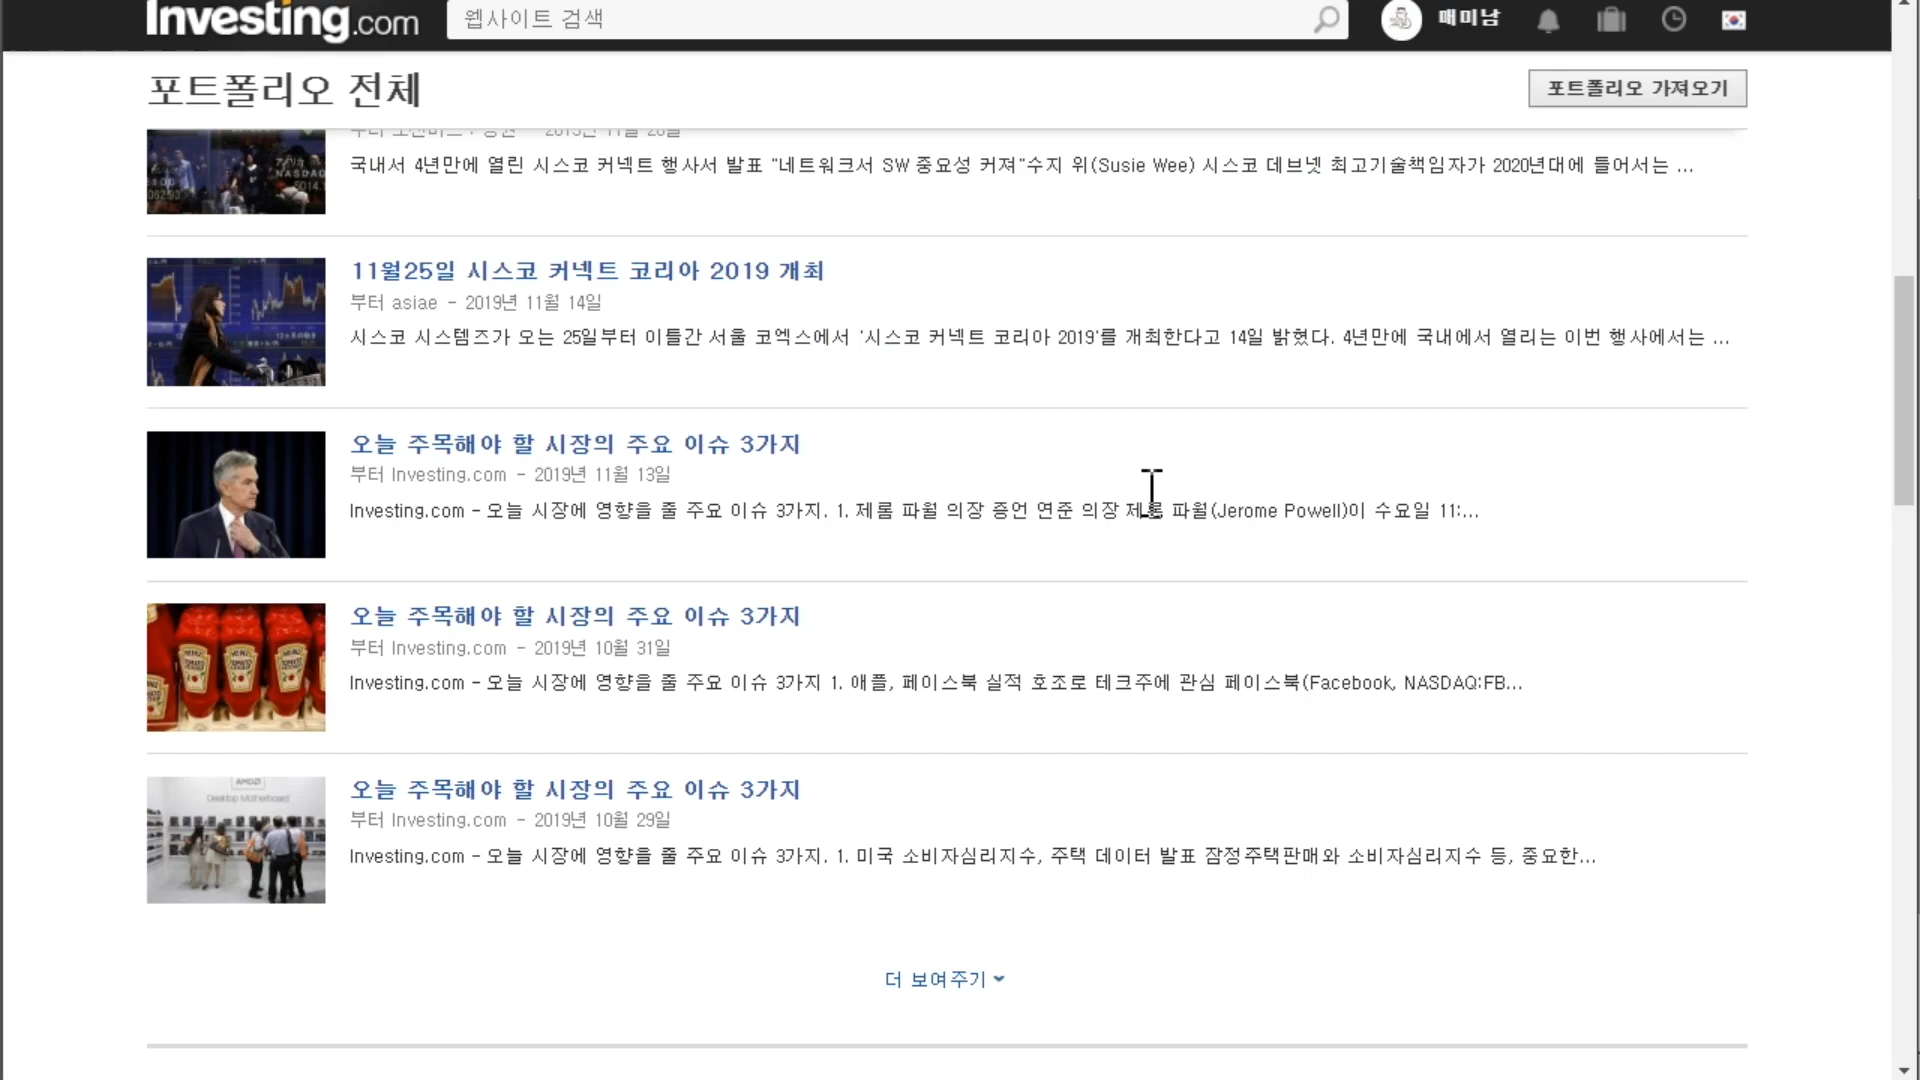 Investing.com
웹사이트 검색
매미남
포트폴리오 전체
포트폴리오 가져오기
국내서 4년만에 열린 시스코 커넥트 행사서 발표 "네트워크서 SW 중요성 커져"수지 위(Susie Wee) 시스코 데브넷 최고기술책임자가 2020년대에 들어서는 ...
11월25일 시스코 커넥트 코리아 2019 개최
부터 asiae - 2019년 11월 14일
시스코 시스템즈가 오는 25일부터 이틀간 서울 코엑스에서 '시스코 커넥트 코리아 2019'를 개최한다고 14일 밝혔다. 4년만에 국내에서 열리는 이번 행사에서는 ...
오늘 주목해야 할 시장의 주요 이슈 3가지
부터 Investing.com - 2019년 11월 13일
Investing.com - 오늘 시장에 영향을 줄 주요 이슈 3가지. 1. 제롬 파월 의장 증언 연준 의장 제롬 파월(Jerome Powell)이 수요일 11:...
오늘 주목해야 할 시장의 주요 이슈 3가지
부터 Investing.com - 2019년 10월 31일
Investing.com - 오늘 시장에 영향을 줄 주요 이슈 3가지 1. 애플, 페이스북 실적 호조로 테크주에 관심 페이스북(Facebook, NASDAQ:FB...
오늘 주목해야 할 시장의 주요 이슈 3가지
부터 Investing.com - 2019년 10월 29일
Investing.com - 오늘 시장에 영향을 줄 주요 이슈 3가지. 1. 미국 소비자심리지수, 주택 데이터 발표 잠정주택판매와 소비자심리지수 등, 중요한...
더 보여주기